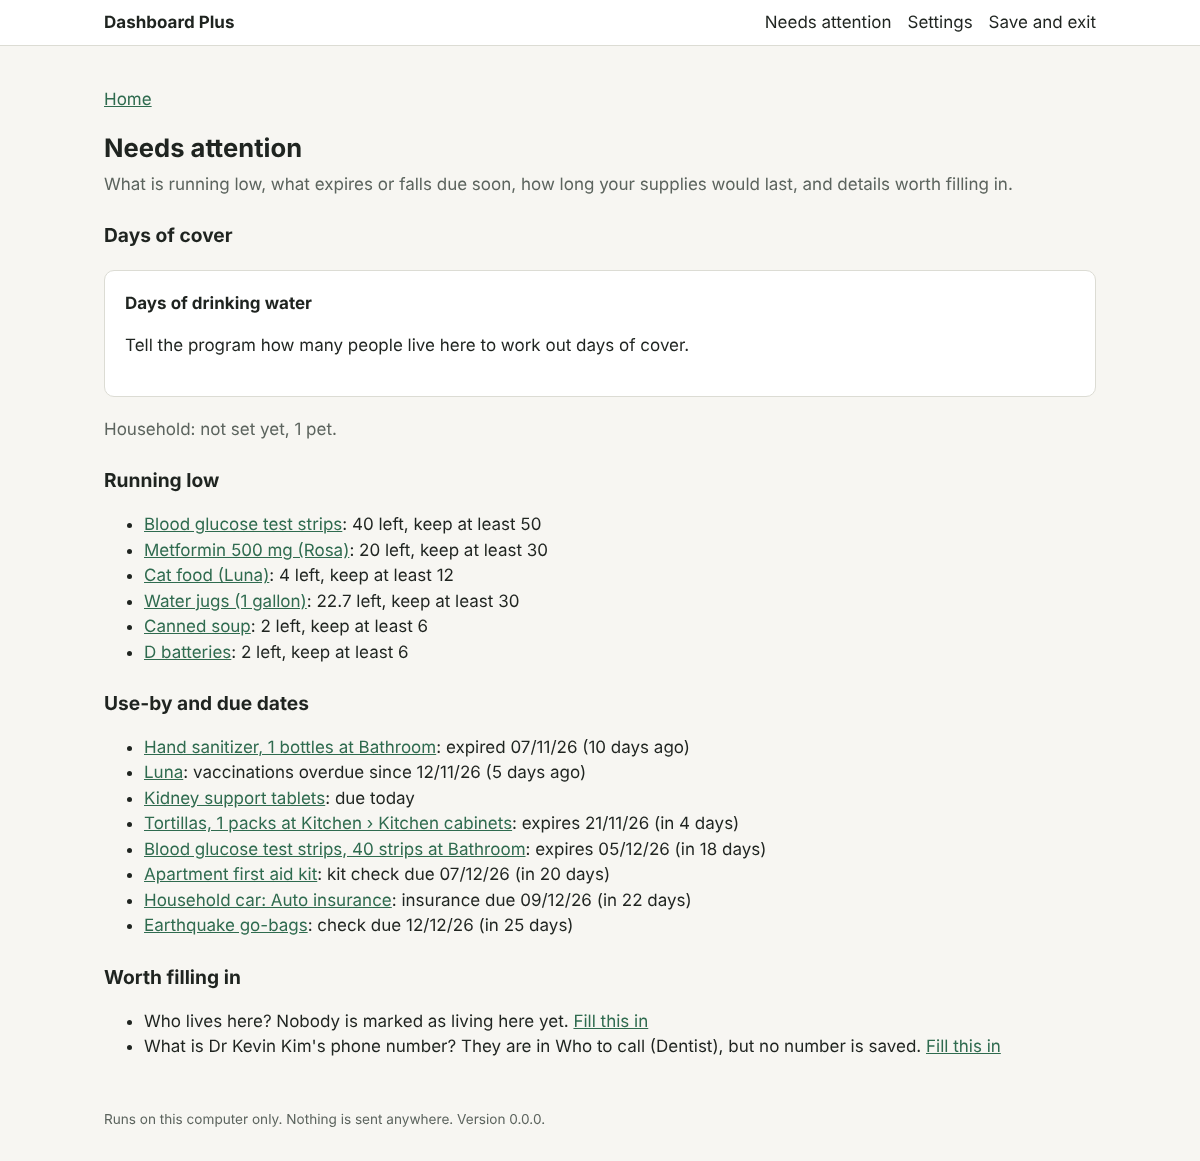 Dashboard Plus
Needs attention Settings Save and exit
Home
Needs attention
What is running low, what expires or falls due soon, how long your supplies would last, and details worth filling in.
Days of cover
Days of drinking water
Tell the program how many people live here to work out days of cover.
Household: not set yet, 1 pet.
Running low
Blood glucose test strips: 40 left, keep at least 50
Metformin 500 mg (Rosa): 20 left, keep at least 30
Cat food (Luna): 4 left, keep at least 12
Water jugs (1 gallon): 22.7 left, keep at least 30
Canned soup: 2 left, keep at least 6
D batteries: 2 left, keep at least 6
Use-by and due dates
Hand sanitizer, 1 bottles at Bathroom: expired 07/11/26 (10 days ago)
Luna: vaccinations overdue since 12/11/26 (5 days ago)
Kidney support tablets: due today
Tortillas, 1 packs at Kitchen › Kitchen cabinets: expires 21/11/26 (in 4 days)
Blood glucose test strips, 40 strips at Bathroom: expires 05/12/26 (in 18 days)
Apartment first aid kit: kit check due 07/12/26 (in 20 days)
Household car: Auto insurance: insurance due 09/12/26 (in 22 days)
Earthquake go-bags: check due 12/12/26 (in 25 days)
Worth filling in
Who lives here? Nobody is marked as living here yet. Fill this in
What is Dr Kevin Kim's phone number? They are in Who to call (Dentist), but no number is saved. Fill this in
Runs on this computer only. Nothing is sent anywhere. Version 0.0.0.